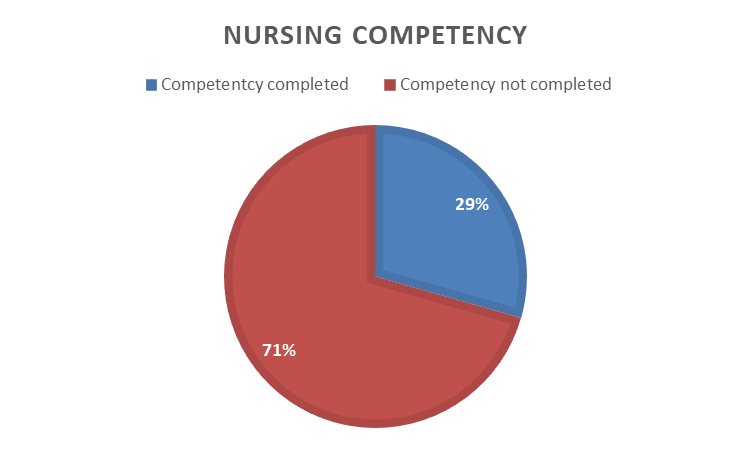 NURSING COMPETENCY
Competentcy completed Competency not completed
29%
71%